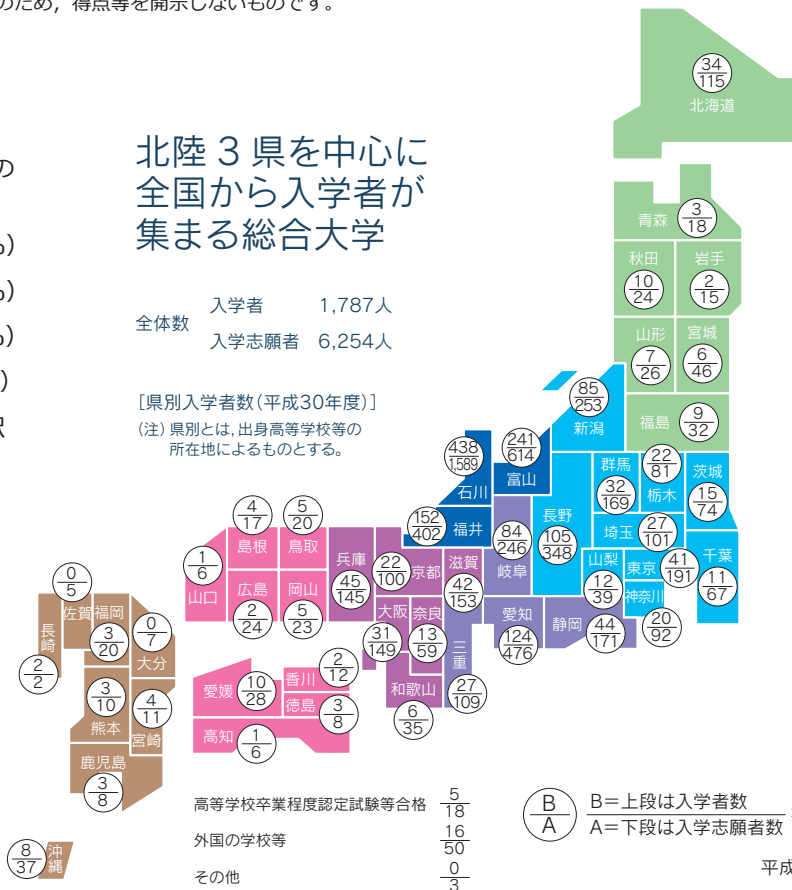 のため，得点等を開示しないものです。
の
%)
%)
%)
)
択
北陸 3 県を中心に
全国から入学者が
集まる総合大学
全体数
入学者 1,787人
入学志願者 6,254人
[県別入学者数(平成30年度)]
(注) 県別とは,出身高等学校等の
所在地によるものとする。
34
115
北海道
青森
3
18
秋田
10
24
岩手
2
15
山形
7
26
宮城
6
46
福島
9
32
85
253
新潟
438
1,589
石川
241
614
富山
152
402
福井
群馬
32
169
22
81
栃木
茨城
15
74
埼玉
27
101
長野
105
348
84
246
岐阜
山梨
12
39
東京
41
191
千葉
11
67
神奈川
20
92
静岡
44
171
愛知
124
476
三重
27
109
滋賀
42
153
22
100
京都
兵庫
45
145
大阪
31
149
奈良
13
59
和歌山
6
35
5
20
鳥取
4
17
島根
岡山
5
23
広島
2
24
1
6
山口
香川
2
12
徳島
3
8
愛媛
10
28
高知
1
6
福岡
3
20
0
5
佐賀
長崎
2
2
0
7
大分
3
10
熊本
4
11
宮崎
鹿児島
3
8
8
37
沖縄
高等学校卒業程度認定試験等合格 5
18
外国の学校等 16
50
その他 0
3
B
A
B＝上段は入学者数
A＝下段は入学志願者数
平成